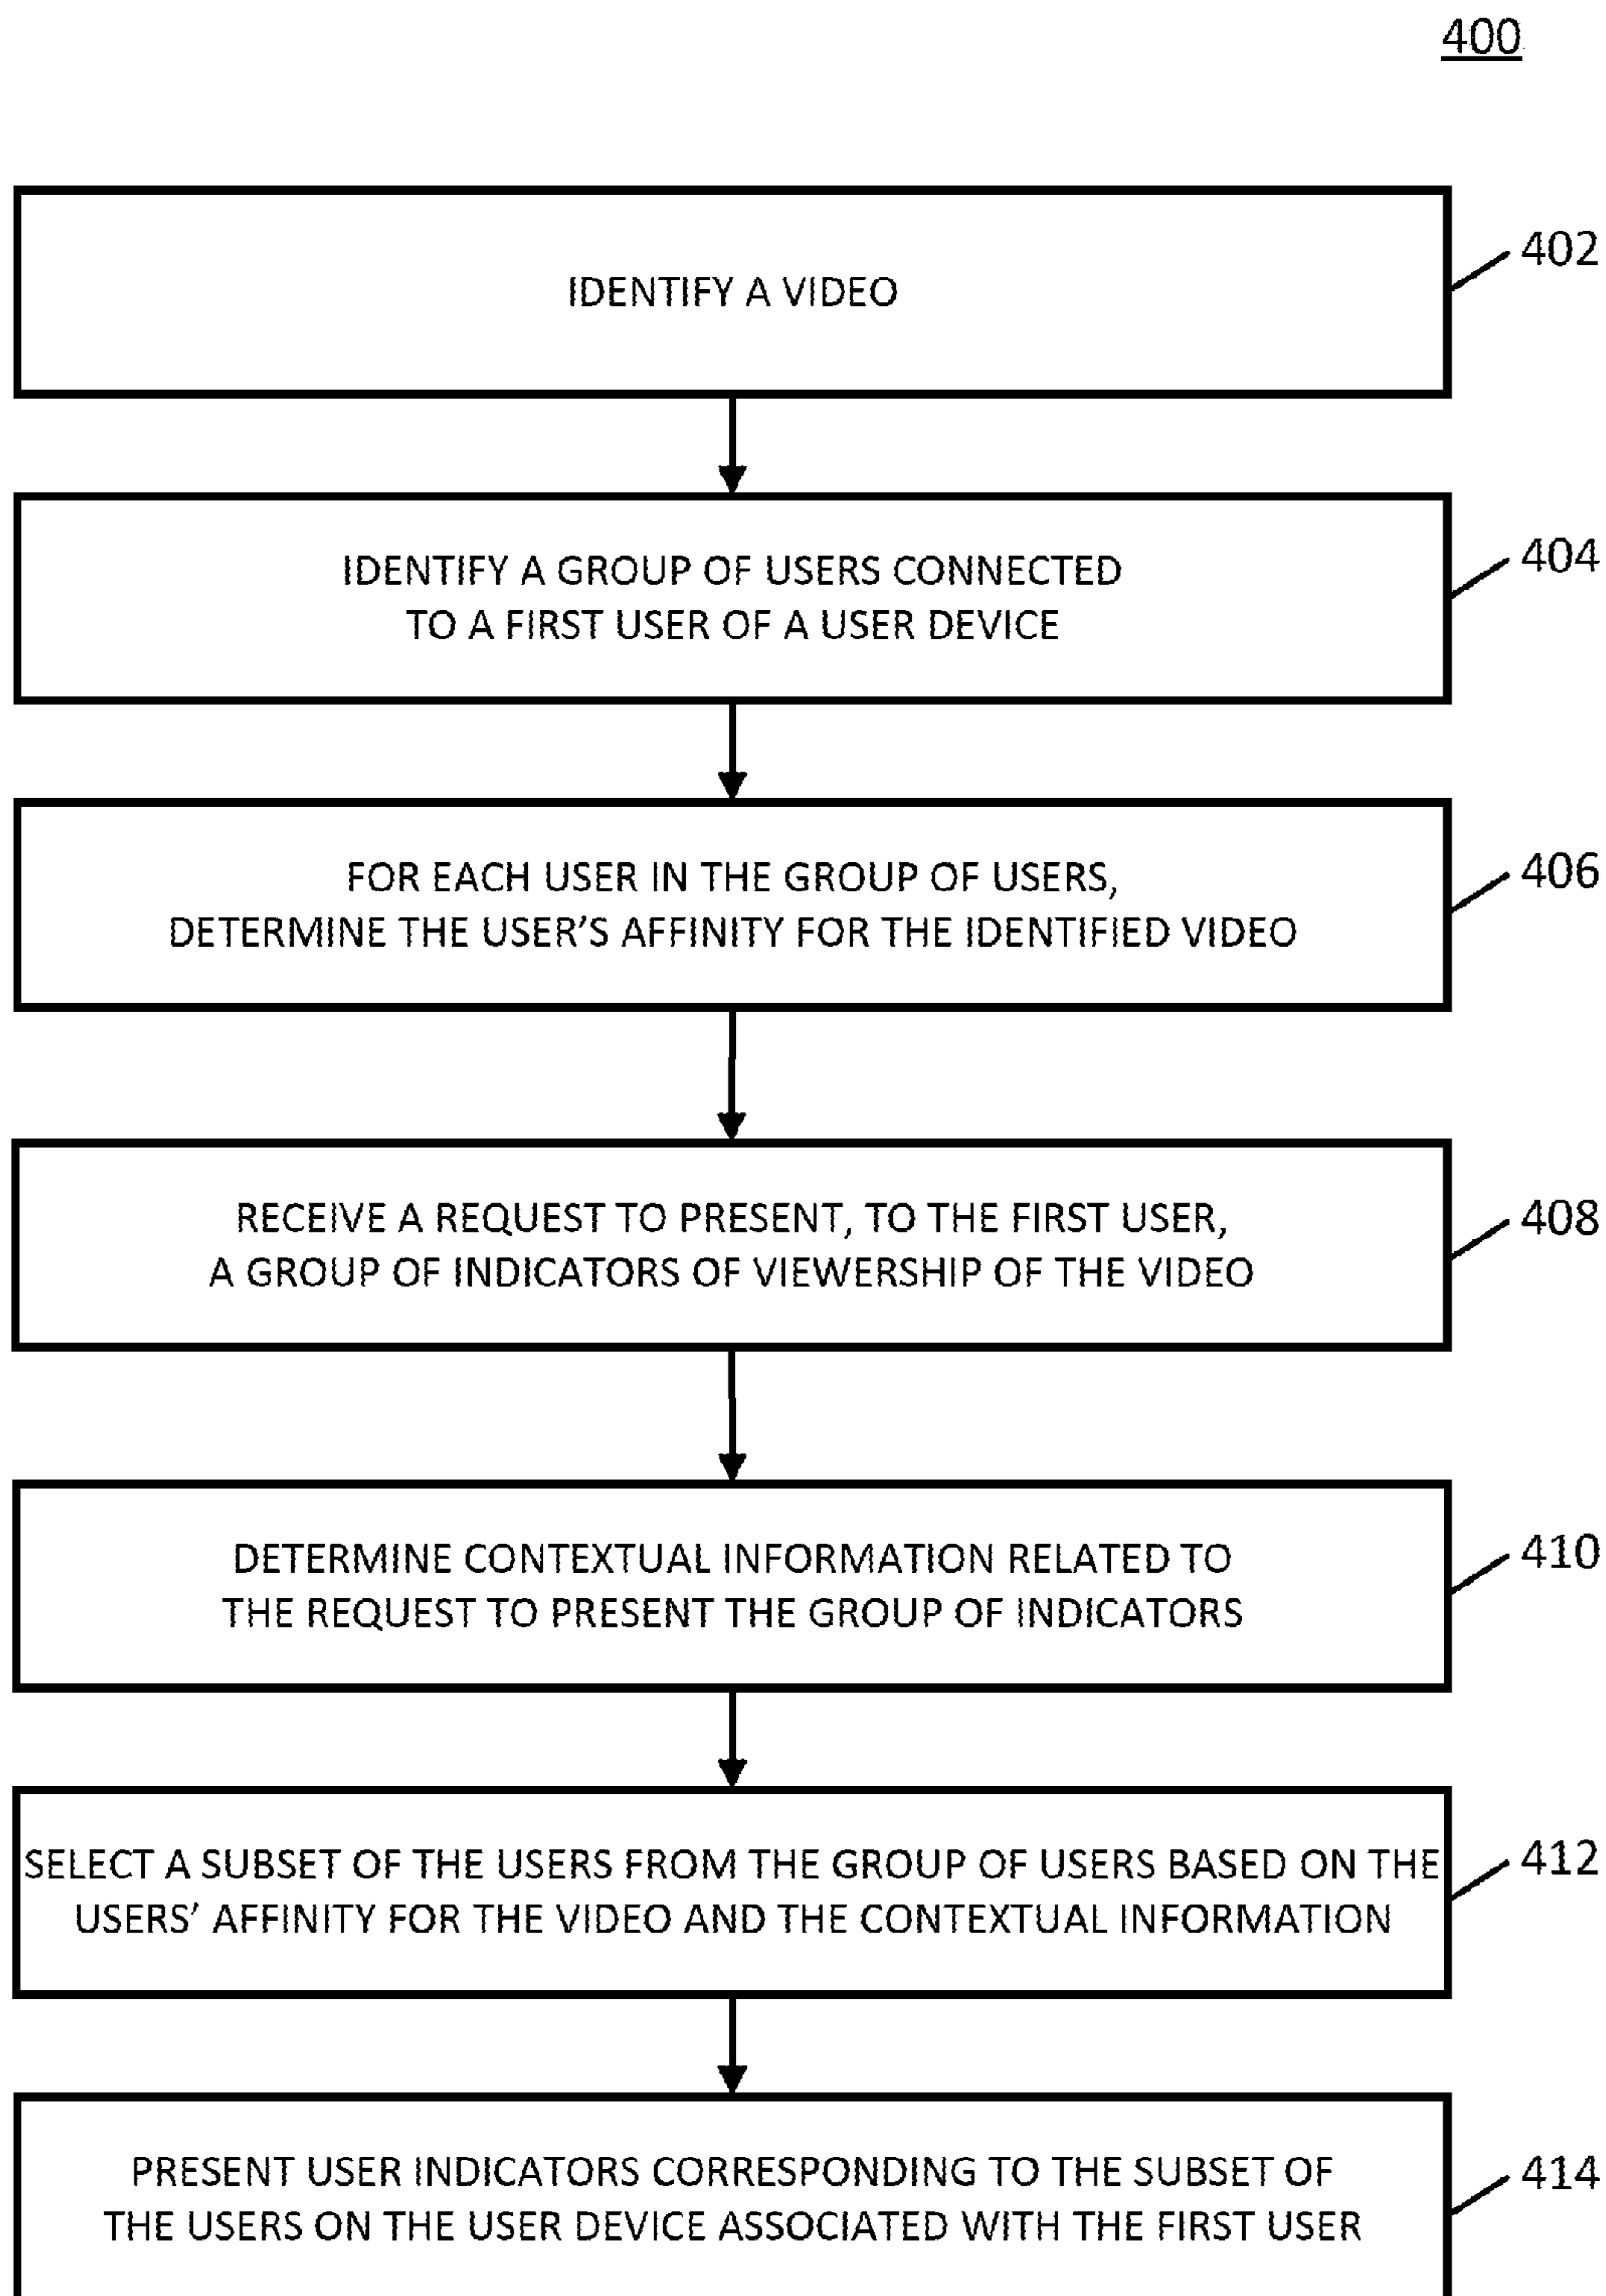 400
IDENTIFY A VIDEO
402
IDENTIFY A GROUP OF USERS CONNECTED
TO A FIRST USER OF A USER DEVICE
404
FOR EACH USER IN THE GROUP OF USERS,
DETERMINE THE USER’S AFFINITY FOR THE IDENTIFIED VIDEO
406
RECEIVE A REQUEST TO PRESENT, TO THE FIRST USER,
A GROUP OF INDICATORS OF VIEWERSHIP OF THE VIDEO
408
DETERMINE CONTEXTUAL INFORMATION RELATED TO
THE REQUEST TO PRESENT THE GROUP OF INDICATORS
410
SELECT A SUBSET OF THE USERS FROM THE GROUP OF USERS BASED ON THE
USERS’ AFFINITY FOR THE VIDEO AND THE CONTEXTUAL INFORMATION
412
PRESENT USER INDICATORS CORRESPONDING TO THE SUBSET OF
THE USERS ON THE USER DEVICE ASSOCIATED WITH THE FIRST USER
414